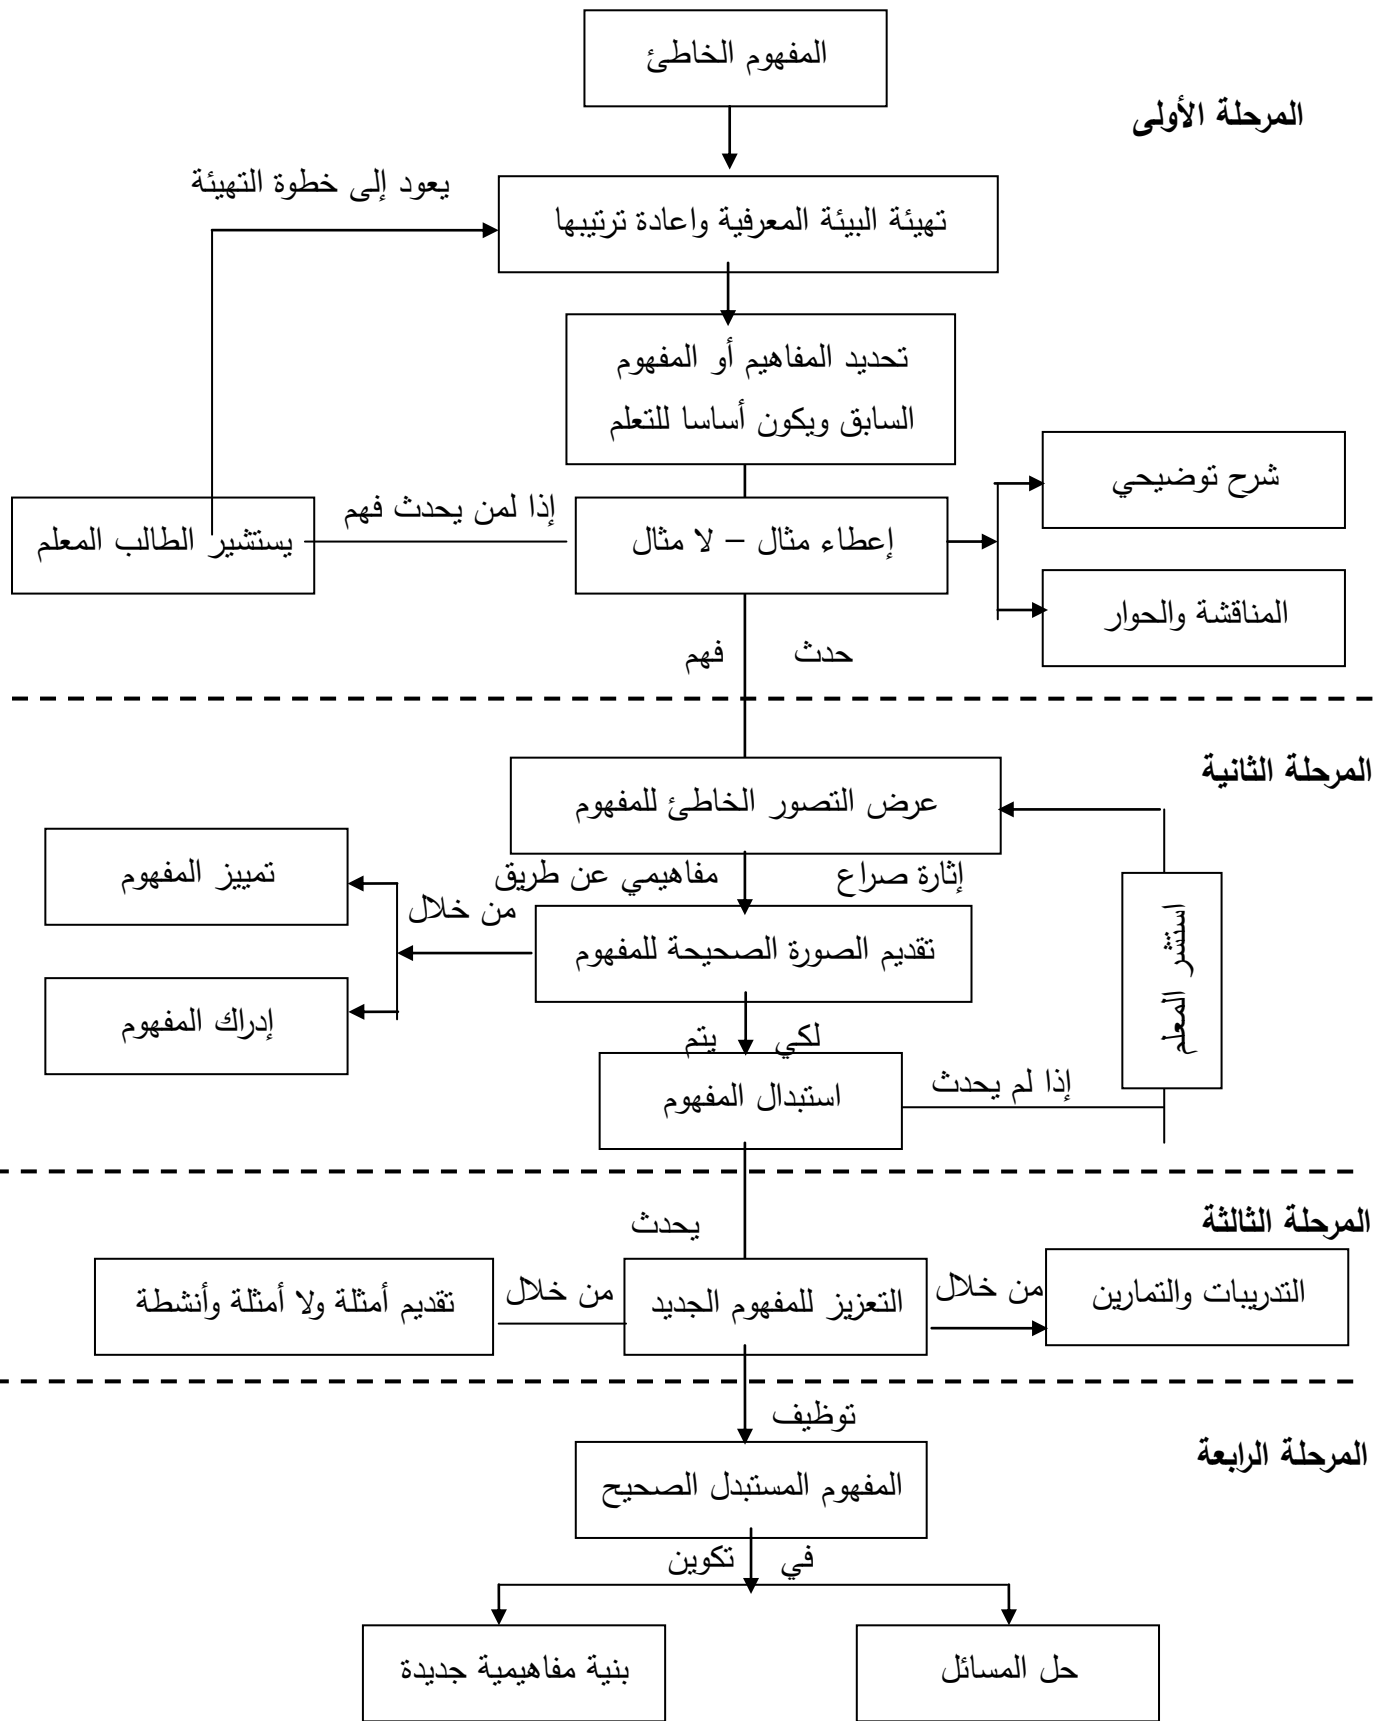 المفهوم الخاطئ
المرحلة الأولى
يعود إلى خطوة التهيئة
تهيئة البيئة المعرفية واعادة ترتيبها
تحديد المفاهيم أو المفهوم
السابق ويكون أساسا للتعلم
شرح توضيحي
إعطاء مثال – لا مثال
إذا لمن يحدث فهم
يستشير الطالب المعلم
المناقشة والحوار
حدث فهم
المرحلة الثانية
عرض التصور الخاطئ للمفهوم
إثارة صراع مفاهيمي عن طريق
تمييز المفهوم
من خلال
تقديم الصورة الصحيحة للمفهوم
استشر المعلم
إدراك المفهوم
لكي يتم
استبدال المفهوم
إذا لم يحدث
المرحلة الثالثة
يحدث
التدريبات والتمارين
من خلال
التعزيز للمفهوم الجديد
من خلال
تقديم أمثلة ولا أمثلة وأنشطة
توظيف
المرحلة الرابعة
المفهوم المستبدل الصحيح
في تكوين
حل المسائل
بنية مفاهيمية جديدة